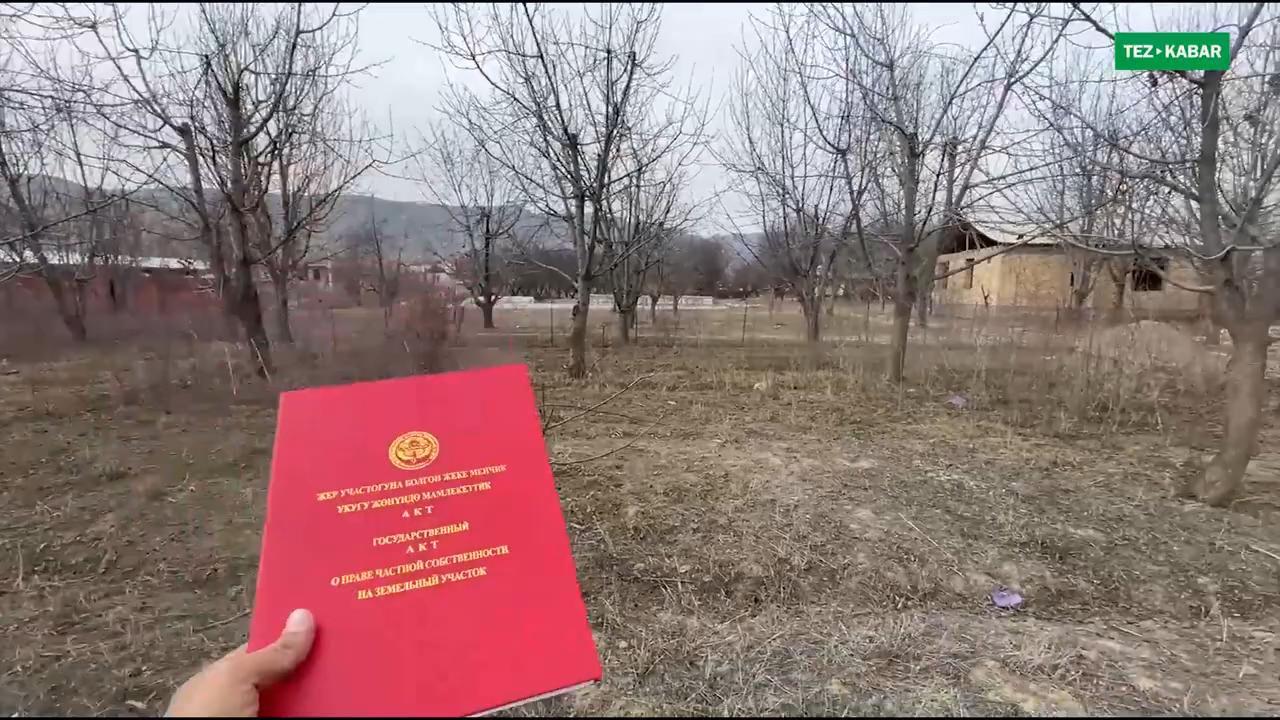 TEZ KABAR
ЖЕР УЧАСТОГУНА БОЛГОН ЖЕКЕ МЕНЧИК
УКУГУ ЖӨНҮНДӨ МАМЛЕКЕТТИК
АКТ
ГОСУДАРСТВЕННЫЙ
АКТ
О ПРАВЕ ЧАСТНОЙ СОБСТВЕННОСТИ
НА ЗЕМЕЛЬНЫЙ УЧАСТОК